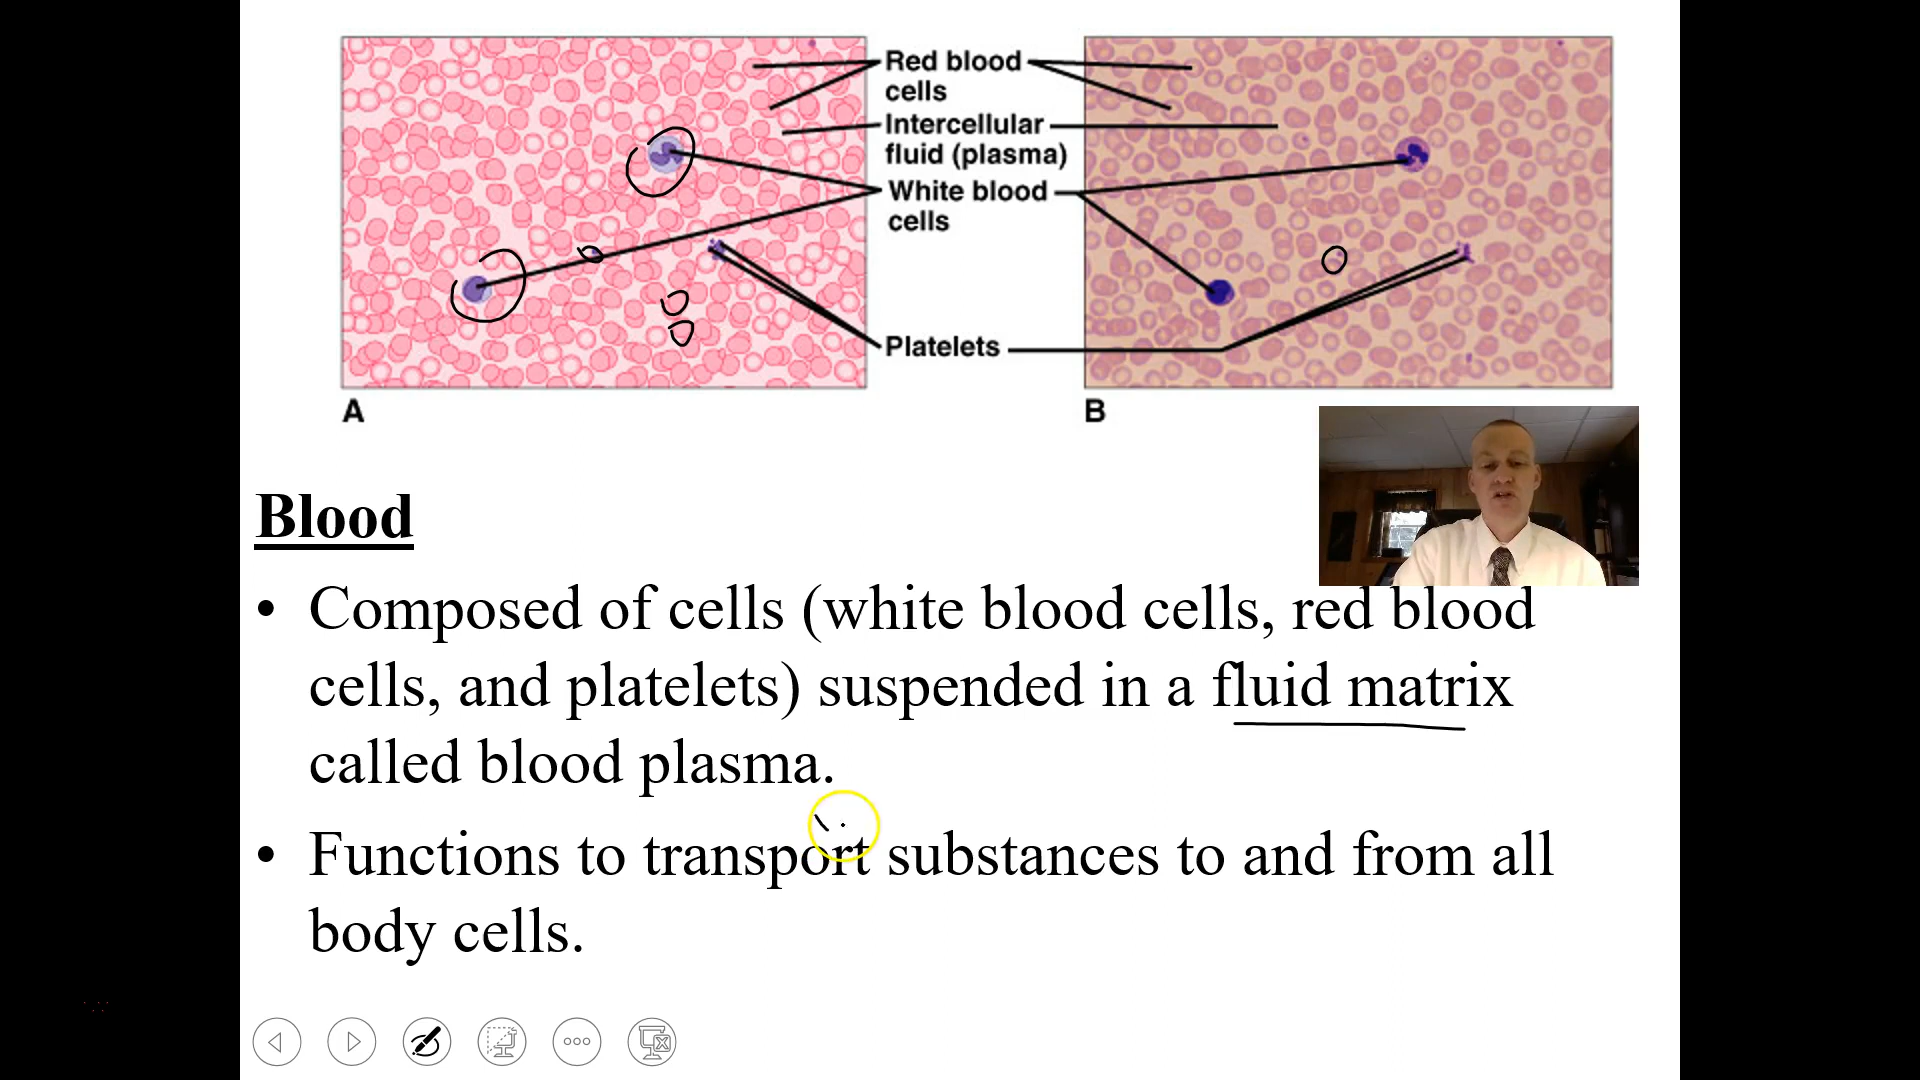 Red blood
cells
Intercellular
fluid (plasma)
White blood
cells
Platelets
A
B
Blood
• Composed of cells (white blood cells, red blood
cells, and platelets) suspended in a fluid matrix
called blood plasma.
• Functions to transport substances to and from all
body cells.